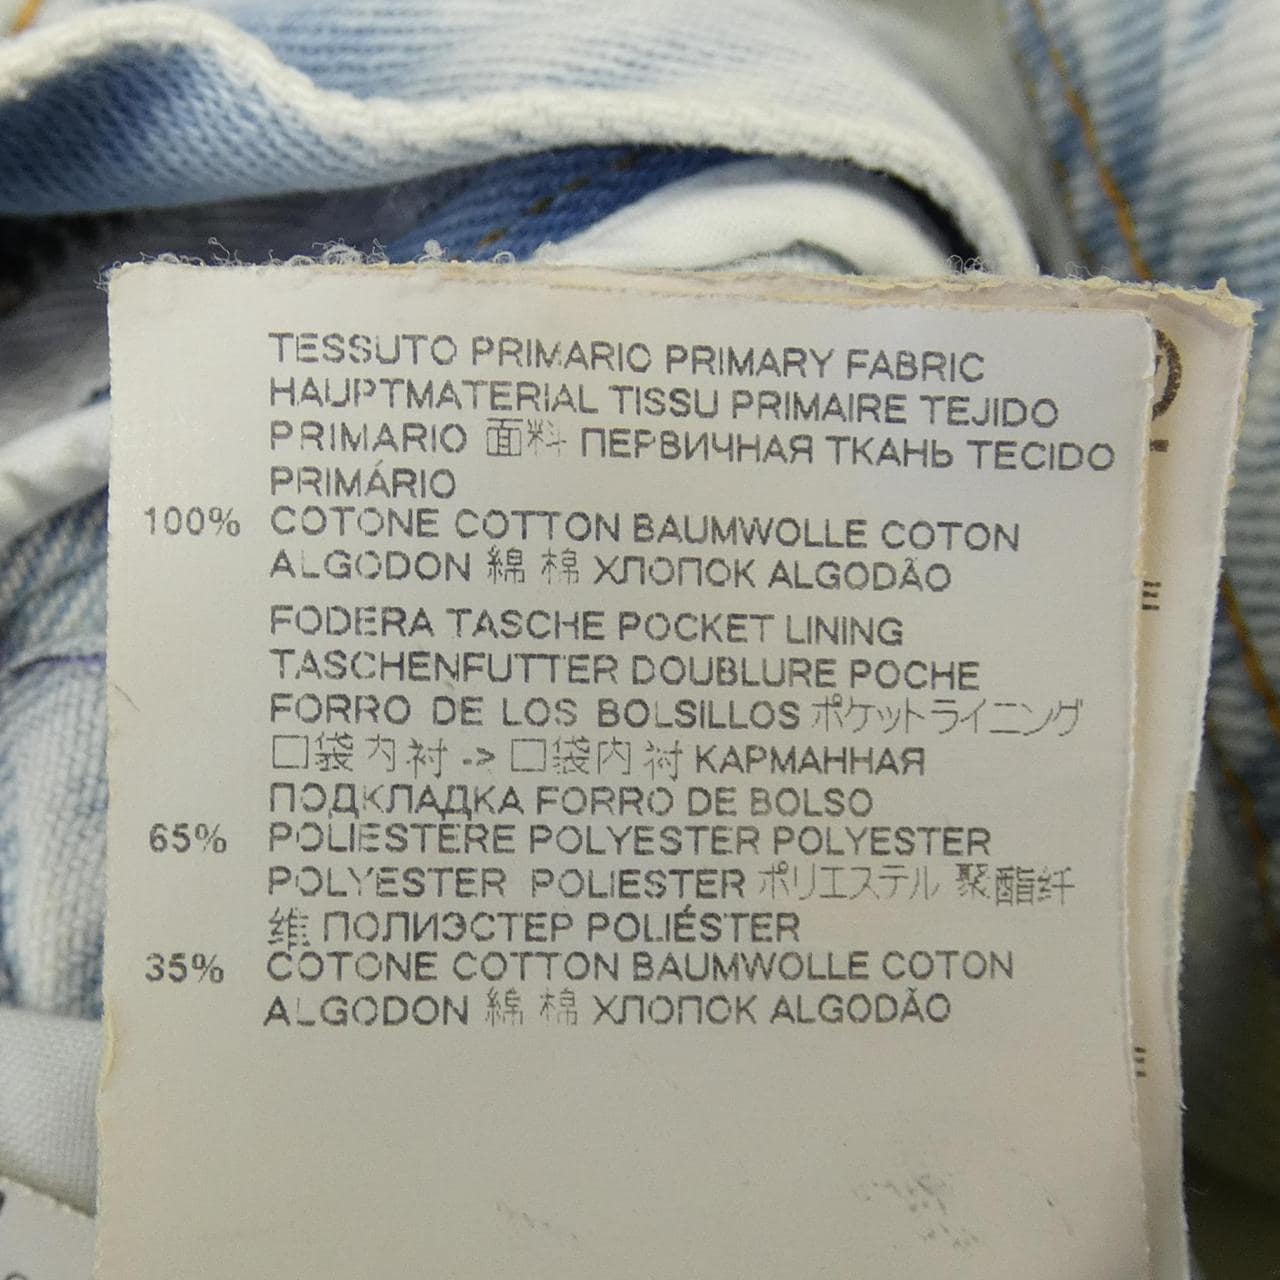 TESSUTO PRIMARIO PRIMARY FABRIC
HAUPTMATERIAL TISSU PRIMAIRE TEJIDO
PRIMARIO 面料 ПЕРВИЧНАЯ ТКАНЬ TECIDO
PRIMÁRIO
100% COTONE COTTON BAUMWOLLE COTON
ALGODON 綿 棉 ХЛОПОК ALGODÃO
FODERA TASCHE POCKET LINING
TASCHENFUTTER DOUBLURE POCHE
FORRO DE LOS BOLSILLOS ポケットライニング
口袋内衬 -> 口袋内衬 КАРМАННАЯ
ПОДКЛАДКА FORRO DE BOLSO
65% POLIESTERE POLYESTER POLYESTER
POLYESTER POLIESTER ポリエステル 聚酯纤
维 ПОЛИЭСТЕР POLIÉSTER
35% COTONE COTTON BAUMWOLLE COTON
ALGODON 綿 棉 ХЛОПОК ALGODÃO